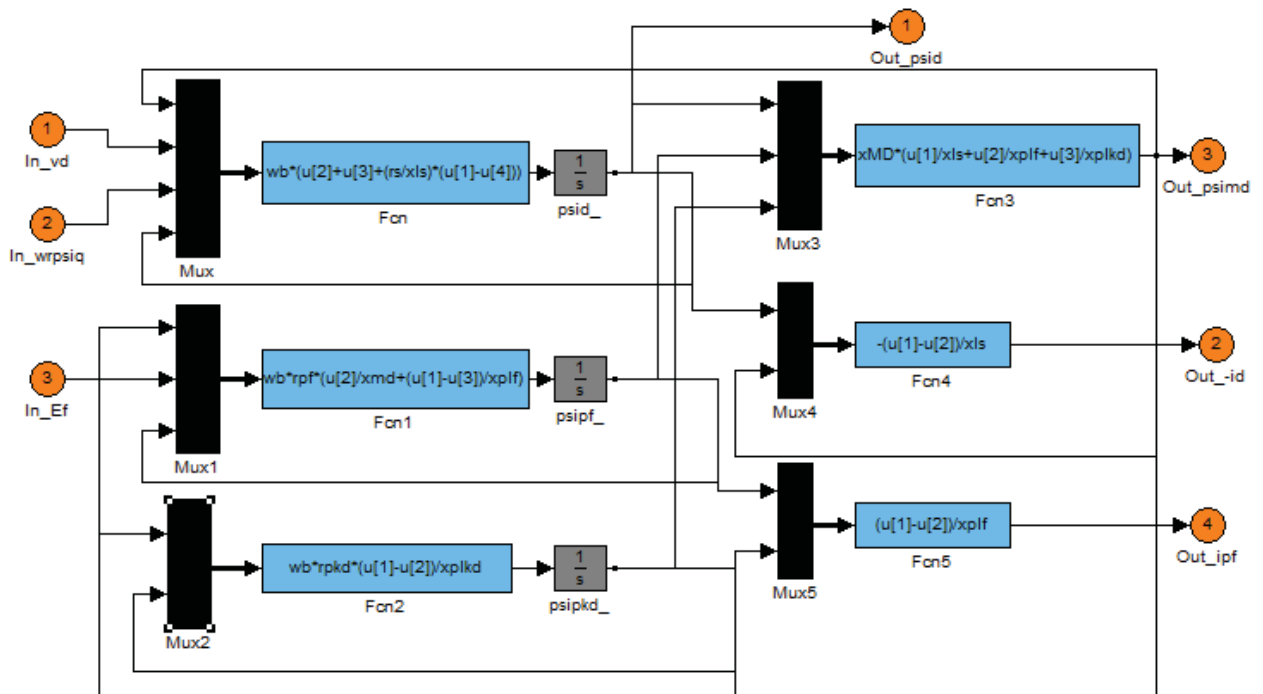 1
Out_psid
1
In_vd
wb*(u[2]+u[3]+(rs/xls)*(u[1]-u[4]))
1
s
xMD*(u[1]/xls+u[2]/xplf+u[3]/xplkd)
3
Out_psimd
Fcn
psid_
Fcn3
2
In_wrpsiq
Mux
Mux3
3
In_Ef
wb*rpf*(u[2]/xmd+(u[1]-u[3])/xplf)
1
s
-(u[1]-u[2])/xls
2
Out_-id
Fcn1
psipf_
Fcn4
Mux4
Mux1
(u[1]-u[2])/xplf
4
Out_ipf
wb*rpkd*(u[1]-u[2])/xplkd
1
s
Fcn5
Fcn2
psipkd_
Mux5
Mux2